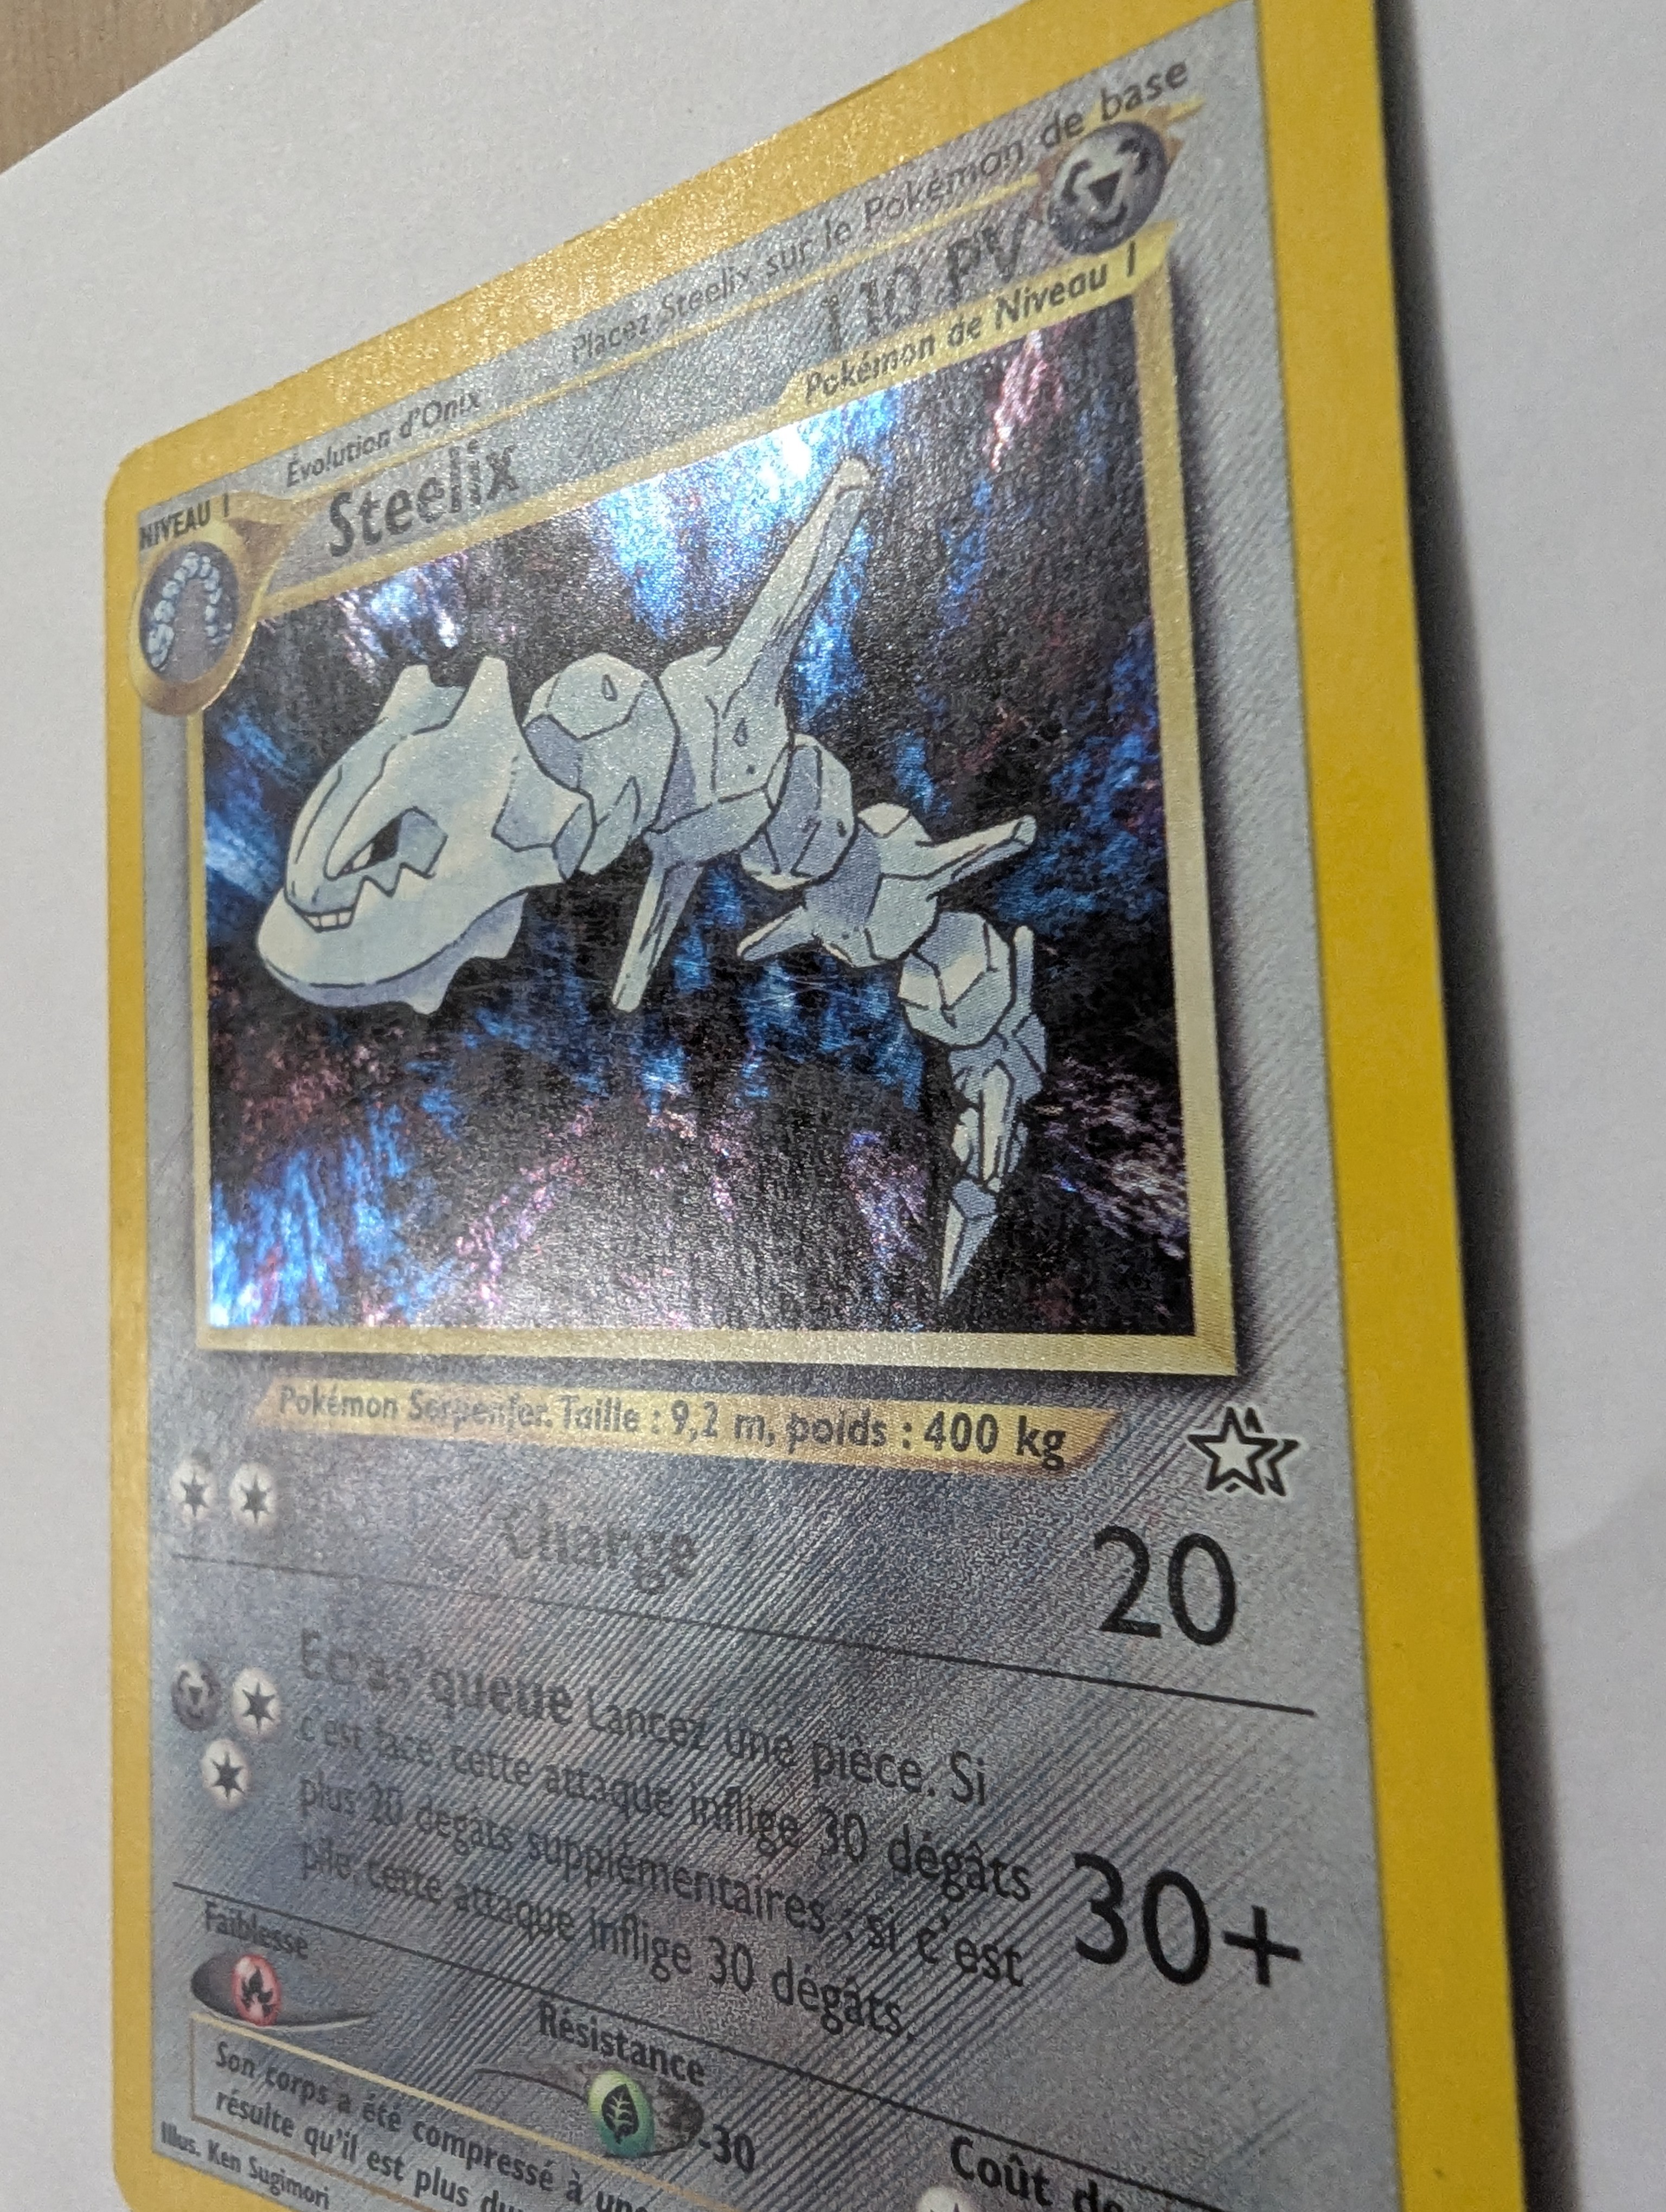 Évolution d'Onix Placez Steelix sur le Pokémon de base
NIVEAU 1
Steelix 110 PV
Pokémon de Niveau 1
Pokémon Serpenfer. Taille : 9,2 m, poids : 400 kg
Charge 20
Ecras'queue Lancez une pièce. Si
c'est face, cette attaque inflige 30 dégâts
plus 20 dégâts supplémentaires ; si c'est
pile, cette attaque inflige 30 dégâts.
30+
Faiblesse
Résistance
-30
Coût de
Son corps a été compressé à une
résulte qu'il est plus
Illus. Ken Sugimori